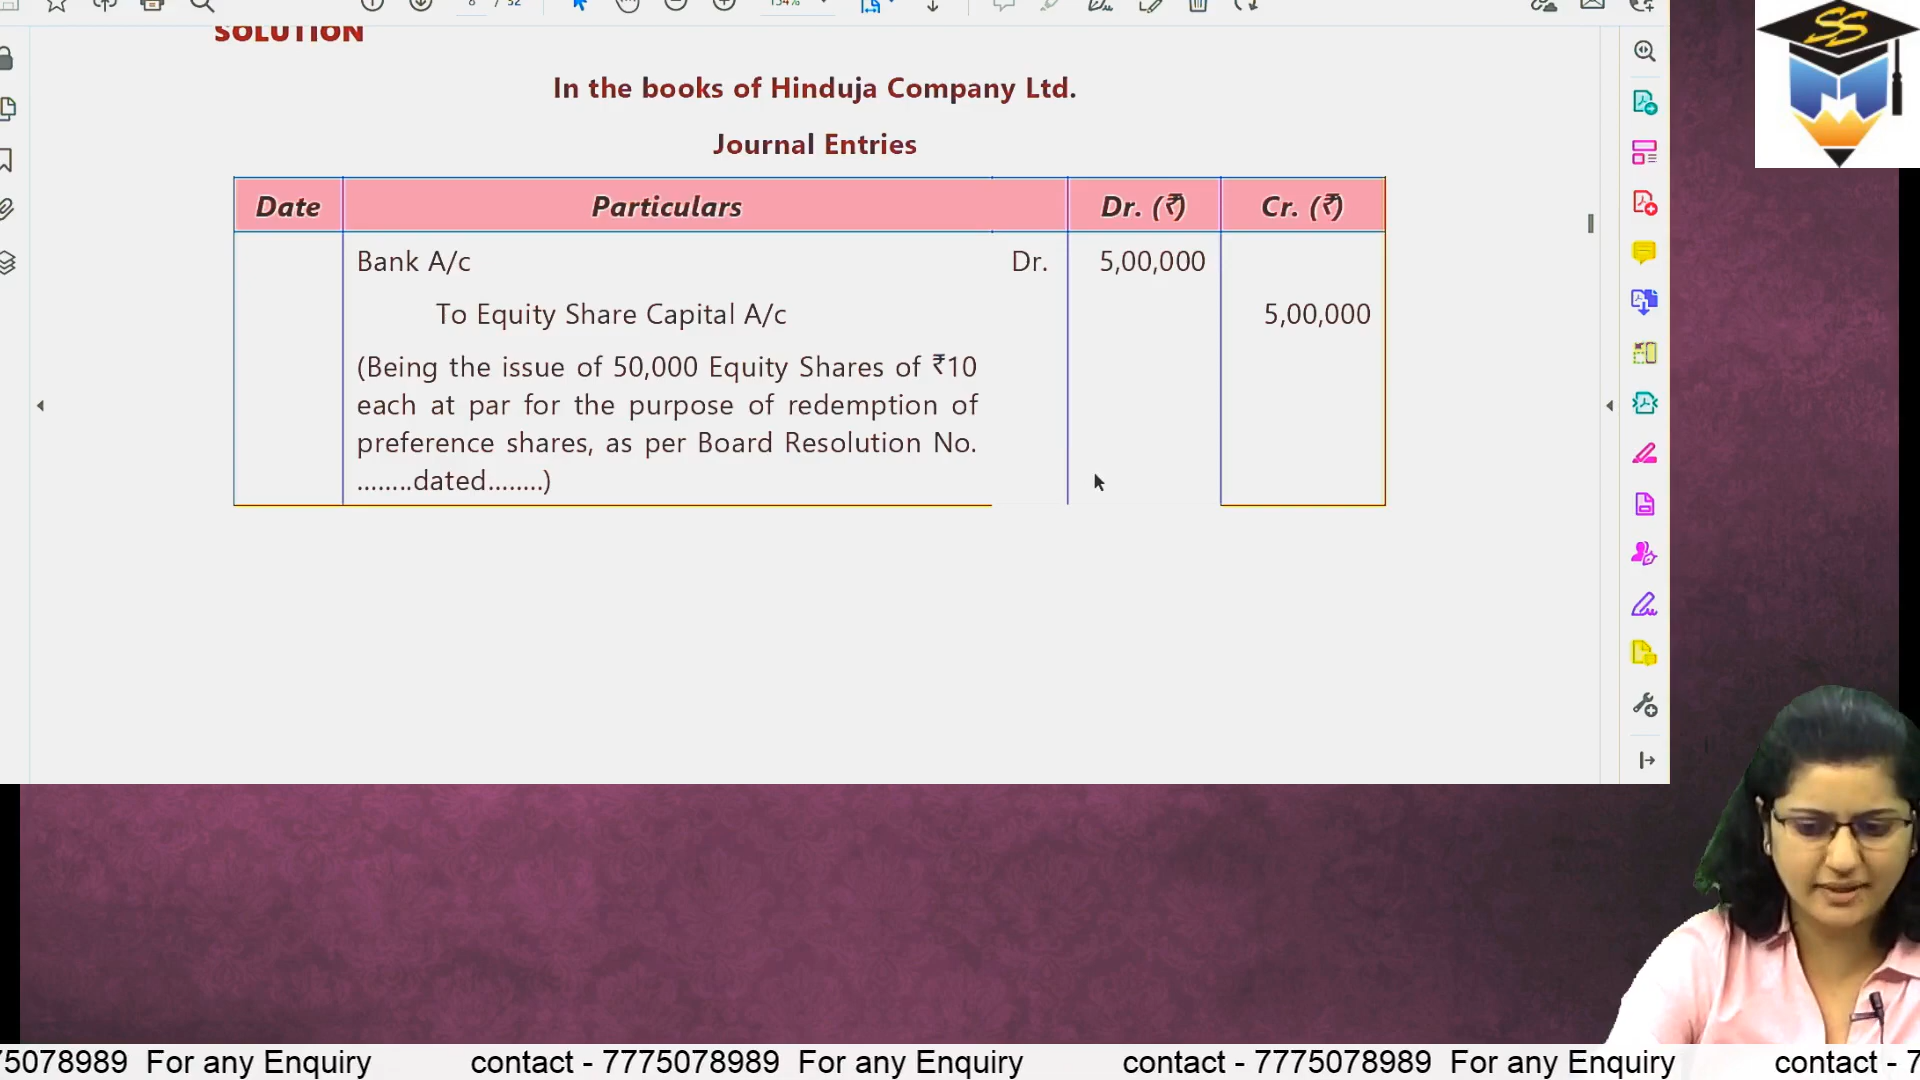 SOLUTION
In the books of Hinduja Company Ltd.
Journal Entries
Date Particulars Dr. (₹) Cr. (₹)
Bank A/c Dr. 5,00,000
To Equity Share Capital A/c 5,00,000
(Being the issue of 50,000 Equity Shares of ₹10
each at par for the purpose of redemption of
preference shares, as per Board Resolution No.
........dated........)
SS
75078989 For any Enquiry contact - 7775078989 For any Enquiry contact - 7775078989 For any Enquiry contact - 7